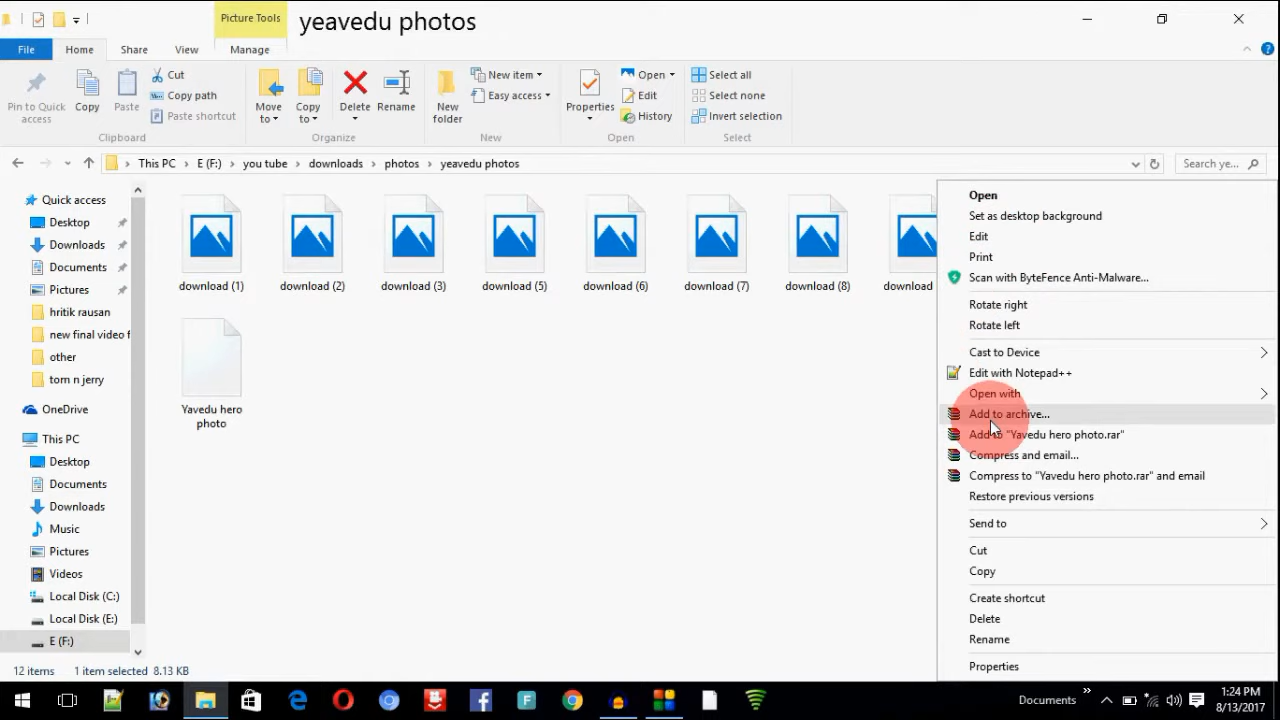 Picture Tools
yeavedu photos
File
Home
Share
View
Manage
Pin to Quick
access
Copy
Paste
Cut
Copy path
Paste shortcut
Clipboard
Move
to
Copy
to
Delete
Rename
Organize
New
folder
New item
Easy access
New
Properties
Open
Edit
History
Open
Select all
Select none
Invert selection
Select
This PC
E (F:)
you tube
downloads
photos
yeavedu photos
Search ye...
Quick access
Desktop
Downloads
Documents
Pictures
hritik rausan
new final video f
other
tom n jerry
OneDrive
This PC
Desktop
Documents
Downloads
Music
Pictures
Videos
Local Disk (C:)
Local Disk (E:)
E (F:)
download (1)
download (2)
download (3)
download (5)
download (6)
download (7)
download (8)
download
Yavedu hero
photo
Open
Set as desktop background
Edit
Print
Scan with ByteFence Anti-Malware...
Rotate right
Rotate left
Cast to Device
Edit with Notepad++
Open with
Add to archive...
Add to "Yavedu hero photo.rar"
Compress and email...
Compress to "Yavedu hero photo.rar" and email
Restore previous versions
Send to
Cut
Copy
Create shortcut
Delete
Rename
Properties
12 items
1 item selected 8.13 KB
Documents
1:24 PM
8/13/2017